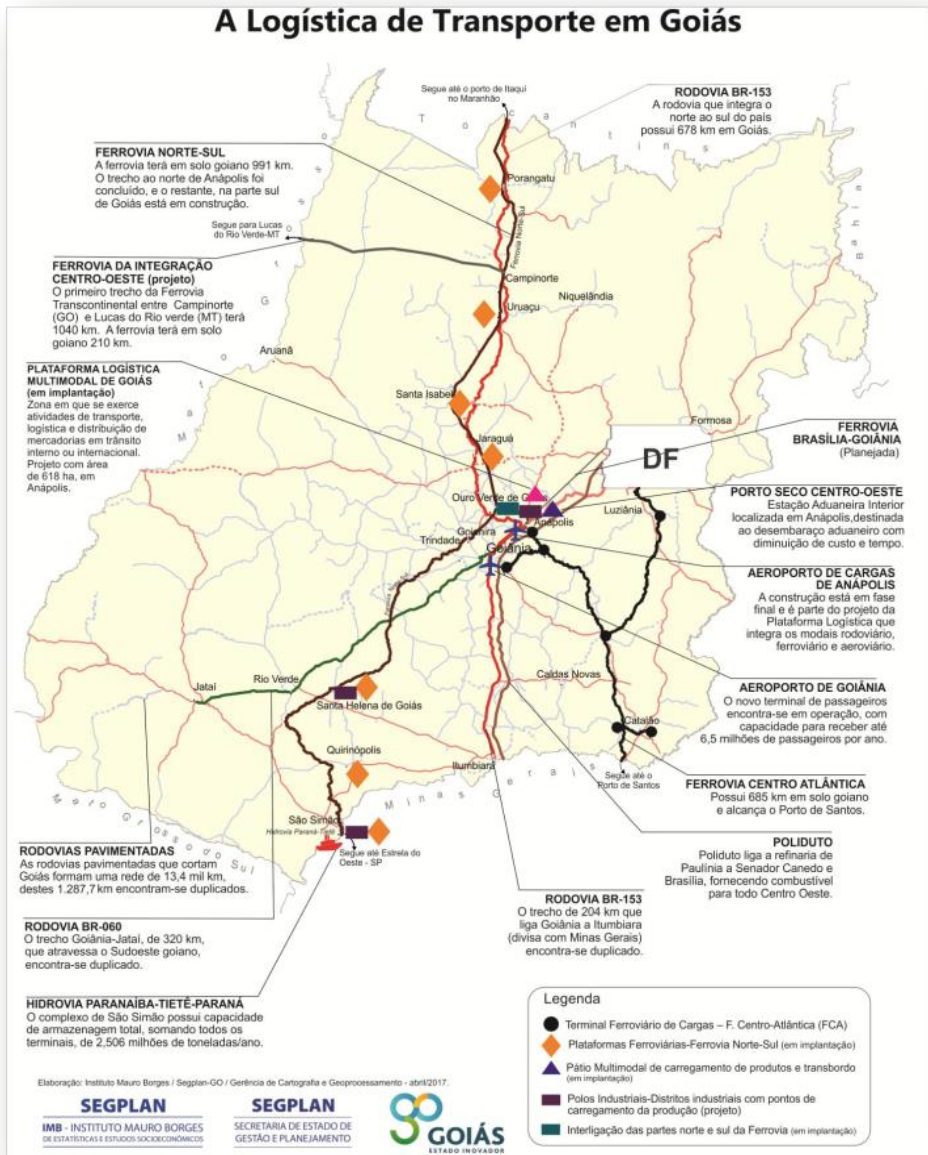 A Logística de Transporte em Goiás
Segue até o porto de Itaquí
no Maranhão
Tocantins
RODOVIA BR-153
A rodovia que integra o
norte ao sul do país
possui 678 km em Goiás.
FERROVIA NORTE-SUL
A ferrovia terá em solo goiano 991 km.
O trecho ao norte de Anápolis foi
concluído, e o restante, na parte sul
de Goiás está em construção.
Porangatu
Bahia
Ferrovia Norte-Sul
Segue para Lucas
do Rio Verde-MT
FERROVIA DA INTEGRAÇÃO
CENTRO-OESTE (projeto)
O primeiro trecho da Ferrovia
Transcontinental entre Campinorte
(GO) e Lucas do Rio verde (MT) terá
1040 km. A ferrovia terá em solo
goiano 210 km.
Campinorte
Niquelândia
Uruaçu
Aruanã
PLATAFORMA LOGÍSTICA
MULTIMODAL DE GOIÁS
(em implantação)
Zona em que se exerce
atividades de transporte,
logística e distribuição de
mercadorias em trânsito
interno ou internacional.
Projeto com área
de 618 ha, em
Anápolis.
Santa Isabel
Jaraguá
Formosa
FERROVIA
BRASÍLIA-GOIÂNIA
(Planejada)
DF
Ouro Verde de Goiás
Luziânia
Anápolis
Goianira
Trindade
Goiânia
PORTO SECO CENTRO-OESTE
Estação Aduaneira Interior
localizada em Anápolis,destinada
ao desembaraço aduaneiro com
diminuição de custo e tempo.
AEROPORTO DE CARGAS
DE ANÁPOLIS
A construção está em fase
final e é parte do projeto da
Plataforma Logística que
integra os modais rodoviário,
ferroviário e aeroviário.
Rio Verde
Jataí
Santa Helena de Goiás
Caldas Novas
AEROPORTO DE GOIÂNIA
O novo terminal de passageiros
encontra-se em operação, com
capacidade para receber até
6,5 milhões de passageiros por ano.
Catalão
Quirinópolis
Itumbiara
Minas Gerais
Segue até o
Porto de Santos
FERROVIA CENTRO ATLÂNTICA
Possui 685 km em solo goiano
e alcança o Porto de Santos.
Mato Grosso do Sul
São Simão
Hidrovia Paraná-Tietê
Segue até Estrela do
Oeste - SP
POLIDUTO
Poliduto liga a refinaria de
Paulínia a Senador Canedo e
Brasília, fornecendo combustível
para todo Centro Oeste.
RODOVIAS PAVIMENTADAS
As rodovias pavimentadas que cortam
Goiás formam uma rede de 13,4 mil km,
destes 1.287,7 km encontram-se duplicados.
RODOVIA BR-153
O trecho de 204 km que
liga Goiânia a Itumbiara
(divisa com Minas Gerais)
encontra-se duplicado.
RODOVIA BR-060
O trecho Goiânia-Jataí, de 320 km,
que atravessa o Sudoeste goiano,
encontra-se duplicado.
HIDROVIA PARANAÍBA-TIETÊ-PARANÁ
O complexo de São Simão possui capacidade
de armazenagem total, somando todos os
terminais, de 2,506 milhões de toneladas/ano.
Legenda
Terminal Ferroviário de Cargas – F. Centro-Atlântica (FCA)
Plataformas Ferroviárias-Ferrovia Norte-Sul (em implantação)
Pátio Multimodal de carregamento de produtos e transbordo
(em implantação)
Polos Industriais-Distritos industriais com pontos de
carregamento da produção (projeto)
Interligação das partes norte e sul da Ferrovia (em implantação)
Elaboração: Instituto Mauro Borges / Segplan-GO / Gerência de Cartografia e Geoprocessamento - abril/2017.
SEGPLAN
IMB - INSTITUTO MAURO BORGES
DE ESTATÍSTICAS E ESTUDOS SOCIOECONÔMICOS
SEGPLAN
SECRETARIA DE ESTADO DE
GESTÃO E PLANEJAMENTO
GOIÁS
ESTADO INOVADOR